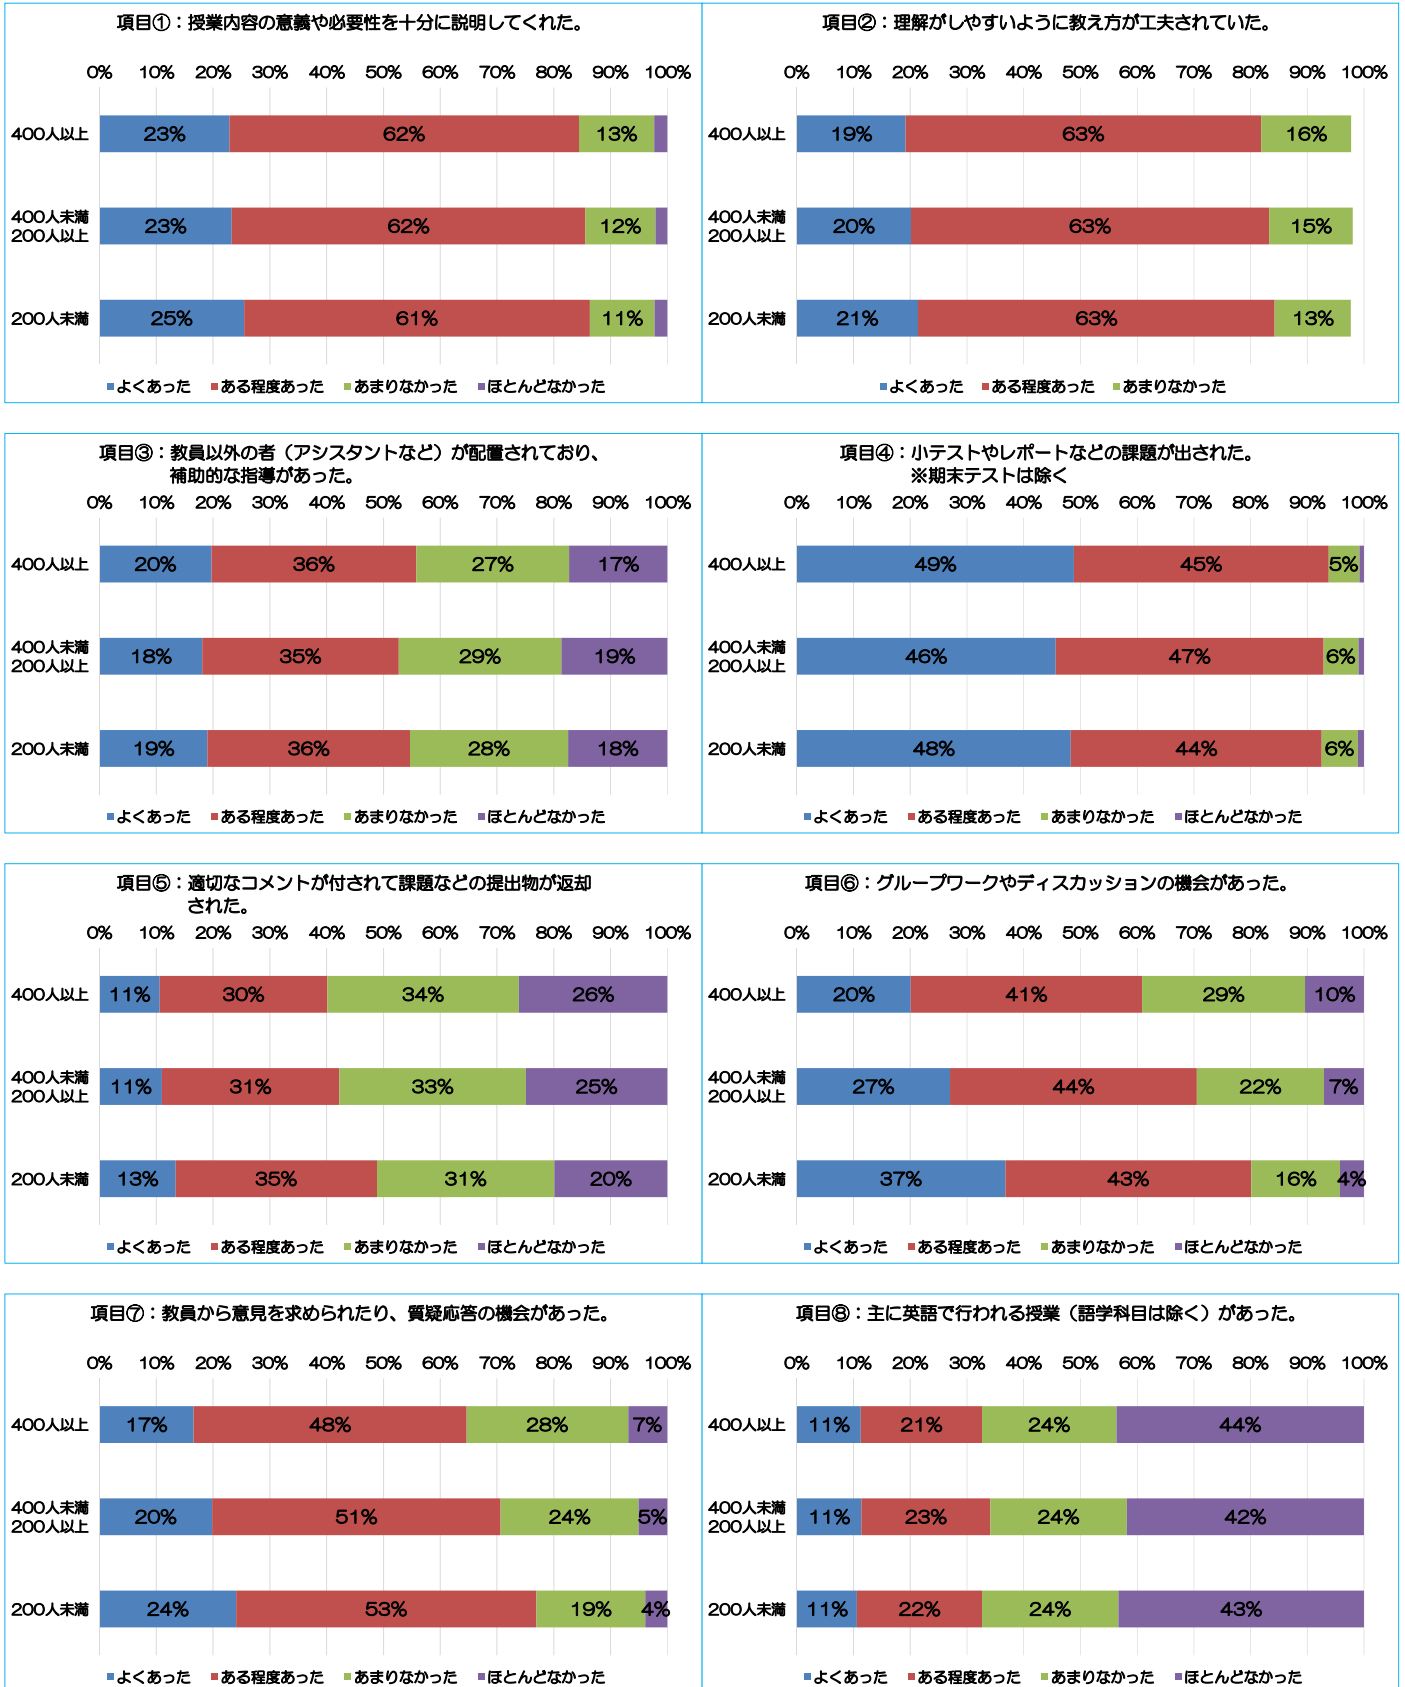 項目①：授業内容の意義や必要性を十分に説明してくれた。
0% 10% 20% 30% 40% 50% 60% 70% 80% 90% 100%
400人以上 23% 62% 13%
400人未満
200人以上 23% 62% 12%
200人未満 25% 61% 11%
よくあった ある程度あった あまりなかった ほとんどなかった
項目②：理解がしやすいように教え方が工夫されていた。
0% 10% 20% 30% 40% 50% 60% 70% 80% 90% 100%
400人以上 19% 63% 16%
400人未満
200人以上 20% 63% 15%
200人未満 21% 63% 13%
よくあった ある程度あった あまりなかった
項目③：教員以外の者（アシスタントなど）が配置されており、
補助的な指導があった。
0% 10% 20% 30% 40% 50% 60% 70% 80% 90% 100%
400人以上 20% 36% 27% 17%
400人未満
200人以上 18% 35% 29% 19%
200人未満 19% 36% 28% 18%
よくあった ある程度あった あまりなかった ほとんどなかった
項目④：小テストやレポートなどの課題が出された。
※期末テストは除く
0% 10% 20% 30% 40% 50% 60% 70% 80% 90% 100%
400人以上 49% 45% 5%
400人未満
200人以上 46% 47% 6%
200人未満 48% 44% 6%
よくあった ある程度あった あまりなかった ほとんどなかった
項目⑤：適切なコメントが付されて課題などの提出物が返却
された。
0% 10% 20% 30% 40% 50% 60% 70% 80% 90% 100%
400人以上 11% 30% 34% 26%
400人未満
200人以上 11% 31% 33% 25%
200人未満 13% 35% 31% 20%
よくあった ある程度あった あまりなかった ほとんどなかった
項目⑥：グループワークやディスカッションの機会があった。
0% 10% 20% 30% 40% 50% 60% 70% 80% 90% 100%
400人以上 20% 41% 29% 10%
400人未満
200人以上 27% 44% 22% 7%
200人未満 37% 43% 16% 4%
よくあった ある程度あった あまりなかった ほとんどなかった
項目⑦：教員から意見を求められたり、質疑応答の機会があった。
0% 10% 20% 30% 40% 50% 60% 70% 80% 90% 100%
400人以上 17% 48% 28% 7%
400人未満
200人以上 20% 51% 24% 5%
200人未満 24% 53% 19% 4%
よくあった ある程度あった あまりなかった ほとんどなかった
項目⑧：主に英語で行われる授業（語学科目は除く）があった。
0% 10% 20% 30% 40% 50% 60% 70% 80% 90% 100%
400人以上 11% 21% 24% 44%
400人未満
200人以上 11% 23% 24% 42%
200人未満 11% 22% 24% 43%
よくあった ある程度あった あまりなかった ほとんどなかった